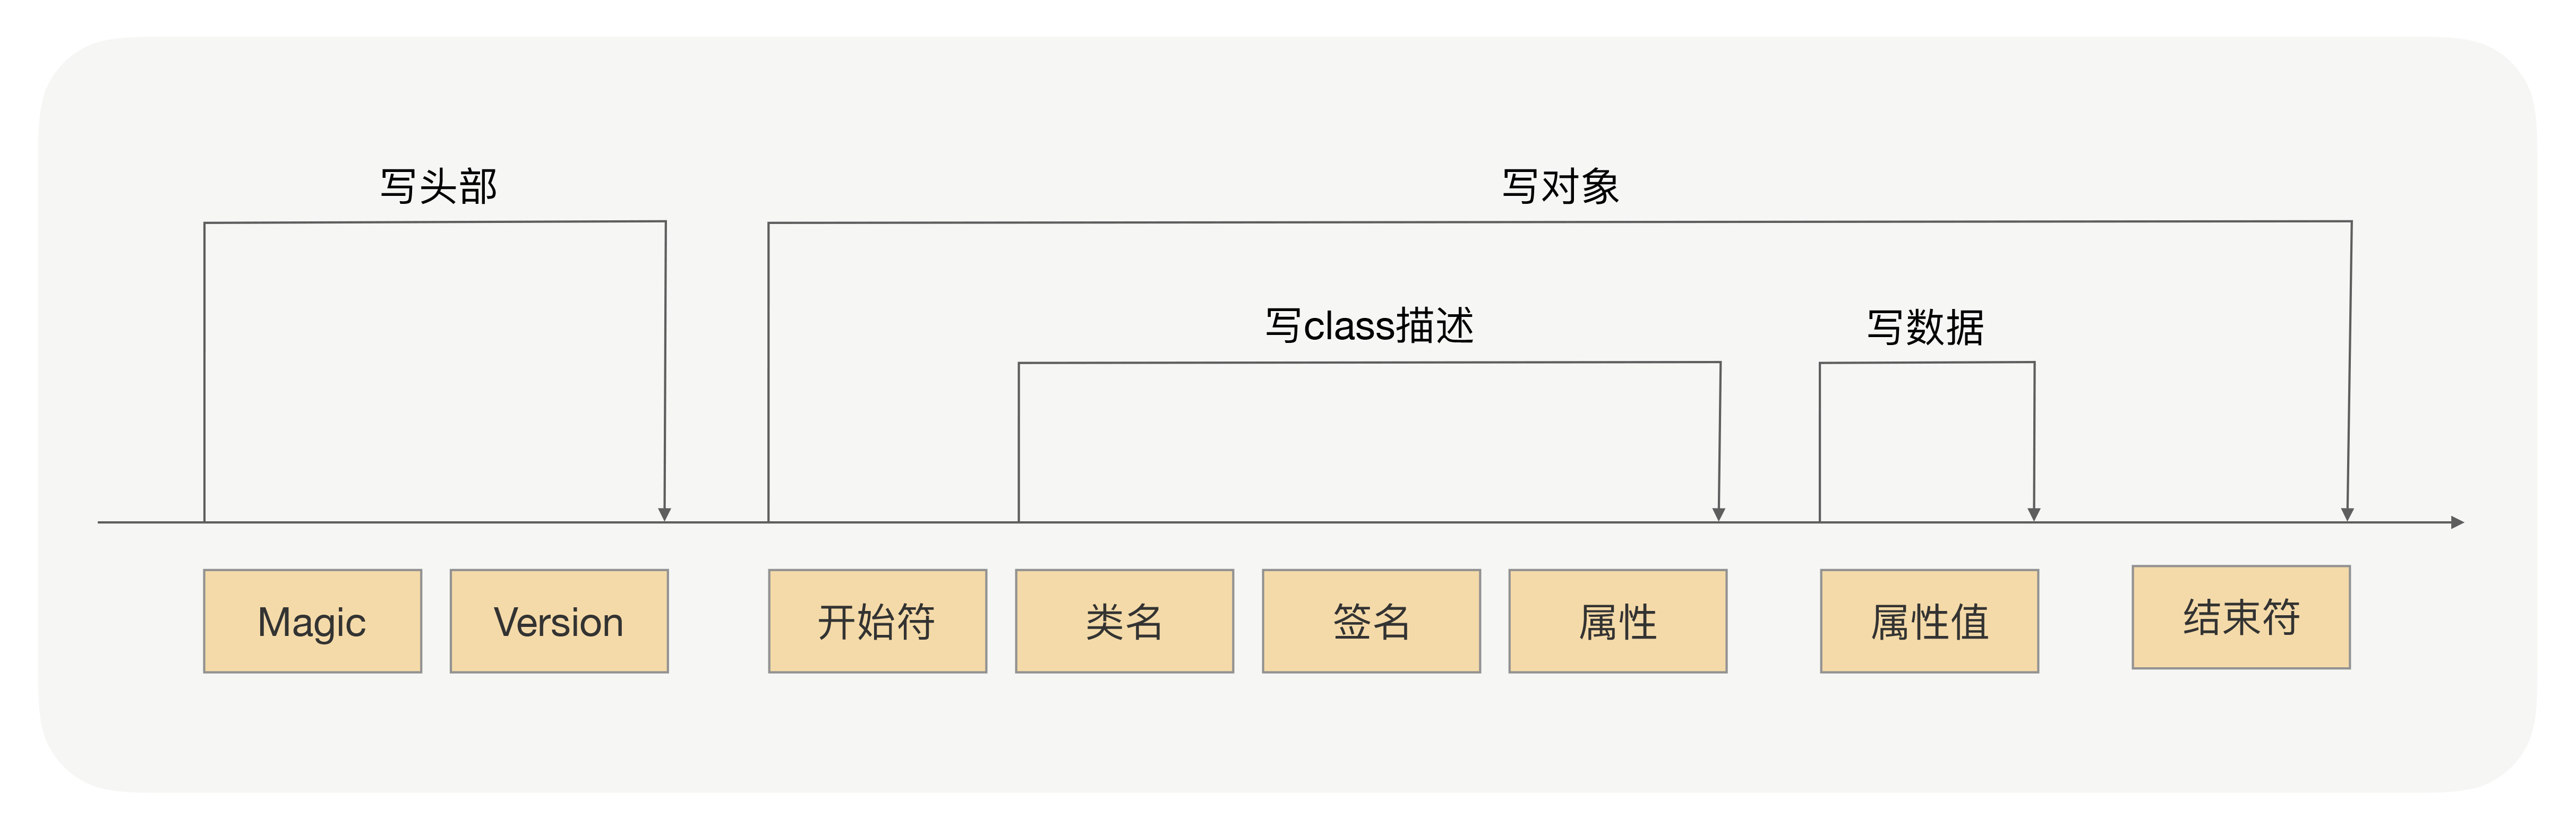 写头部
写对象
写class描述
写数据
Magic
Version
开始符
类名
签名
属性
属性值
结束符